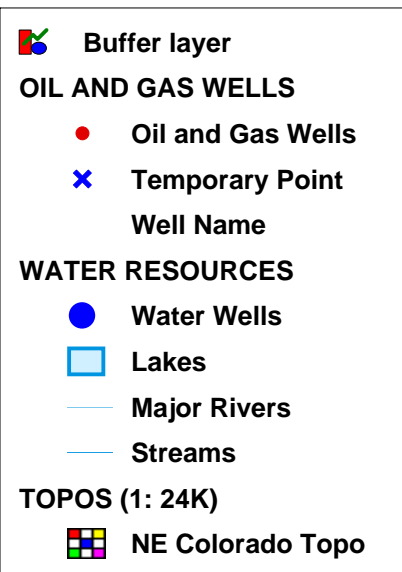 Buffer layer
OIL AND GAS WELLS
Oil and Gas Wells
Temporary Point
Well Name
WATER RESOURCES
Water Wells
Lakes
Major Rivers
Streams
TOPOS (1: 24K)
NE Colorado Topo